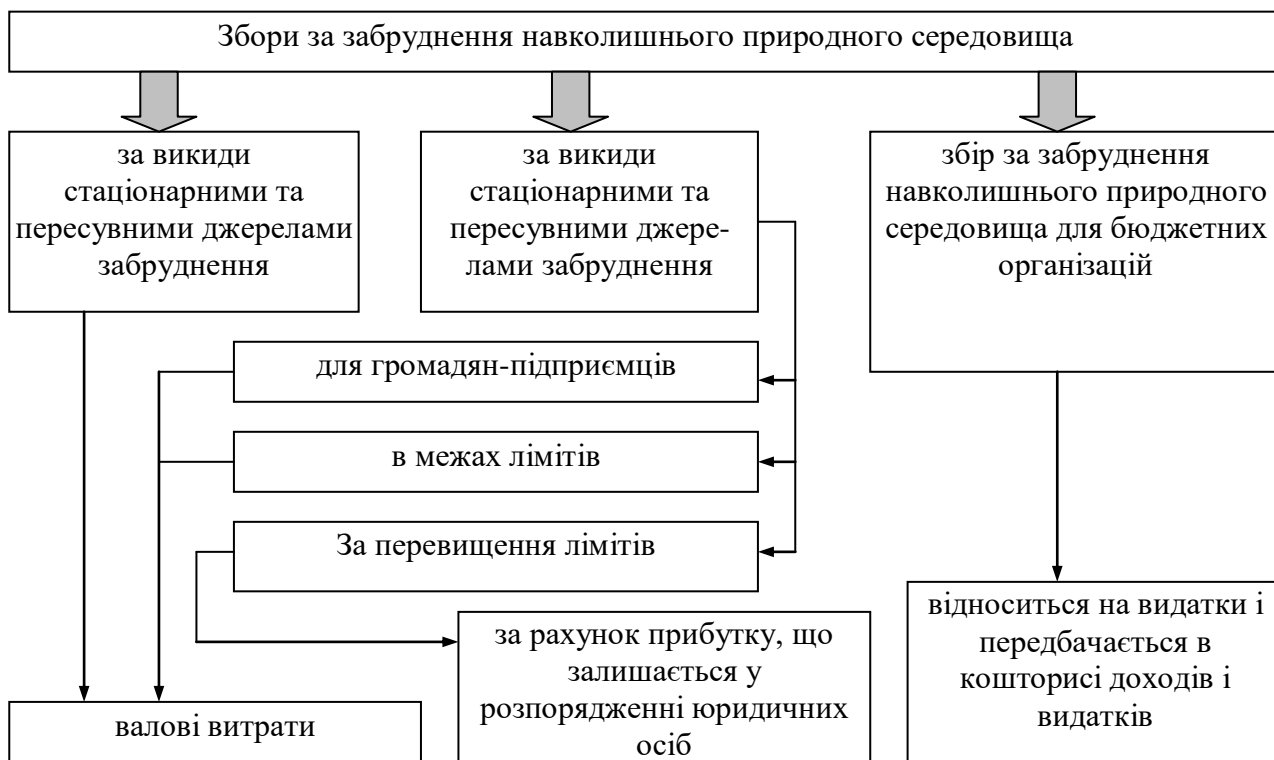 Збори за забруднення навколишнього природного середовища
за викиди
стаціонарними та
пересувними джерелами
забруднення
за викиди
стаціонарними та
пересувними джере-
лами забруднення
збір за забруднення
навколишнього природного
середовища для бюджетних
організацій
для громадян-підприємців
в межах лімітів
За перевищення лімітів
за рахунок прибутку, що
залишається у
розпорядженні юридичних
осіб
відноситься на видатки і
передбачається в
кошторисі доходів і
видатків
валові витрати